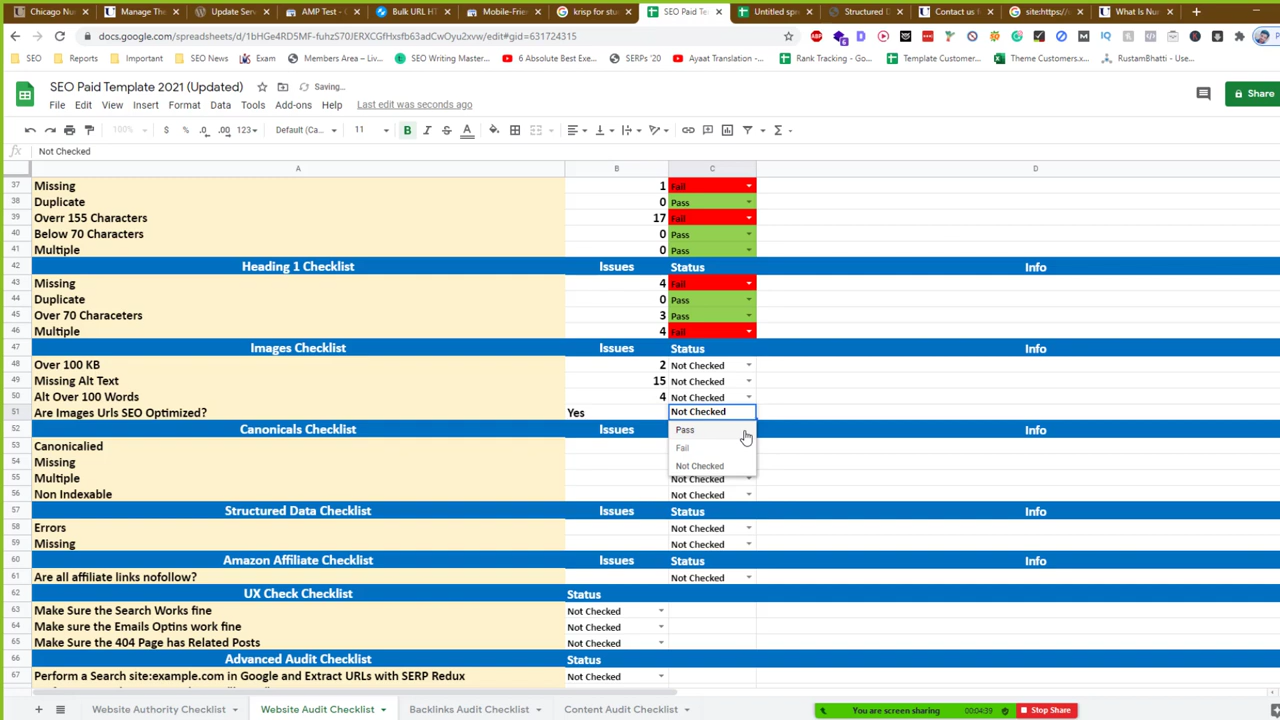 Chicago Nu
Manage The
Update Serv
AMP Test -
Bulk URL H
Mobile-Frien
krisp for stu
SEO Paid Te
Untitled spr
Structured D
Contact us f
site:https://
What Is Nur
docs.google.com/spreadsheets/d/1bHGe4RD5MF-fuhzS70JERXCGfHxsfb63adCwOyu2xvw/edit#gid=631724315
SEO
Reports
Important
SEO News
Exam
Members Area – Liv...
SEO Writing Master...
6 Absolute Best Exe...
SERPs '20
Ayaat Translation -...
Rank Tracking - Goo...
Template Customer...
Theme Customers.x...
RustamBhatti - Use...
SEO Paid Template 2021 (Updated)
Saving...
File Edit View Insert Format Data Tools Add-ons Help Last edit was seconds ago
Share
100% $ % .0 .00 123 Default (Ca... 11 B I S A
fx Not Checked
A B C D
37 Missing 1 Fail
38 Duplicate 0 Pass
39 Overr 155 Characters 17 Fail
40 Below 70 Characters 0 Pass
41 Multiple 0 Pass
42 Heading 1 Checklist Issues Status Info
43 Missing 4 Fail
44 Duplicate 0 Pass
45 Over 70 Characeters 3 Pass
46 Multiple 4 Fail
47 Images Checklist Issues Status Info
48 Over 100 KB 2 Not Checked
49 Missing Alt Text 15 Not Checked
50 Alt Over 100 Words 4 Not Checked
51 Are Images Urls SEO Optimized? Yes Not Checked
52 Canonicals Checklist Issues Info
Pass
53 Canonicalied
Fail
54 Missing
Not Checked
55 Multiple Not Checked
56 Non Indexable Not Checked
57 Structured Data Checklist Issues Status Info
58 Errors Not Checked
59 Missing Not Checked
60 Amazon Affiliate Checklist Issues Status Info
61 Are all affiliate links nofollow? Not Checked
62 UX Check Checklist Status
63 Make Sure the Search Works fine Not Checked
64 Make sure the Emails Optins work fine Not Checked
65 Make Sure the 404 Page has Related Posts Not Checked
66 Advanced Audit Checklist Status
67 Perform a Search site:example.com in Google and Extract URLs with SERP Redux Not Checked
Website Authority Checklist
Website Audit Checklist
Backlinks Audit Checklist
Content Audit Checklist
You are screen sharing
00:04:39
Stop Share